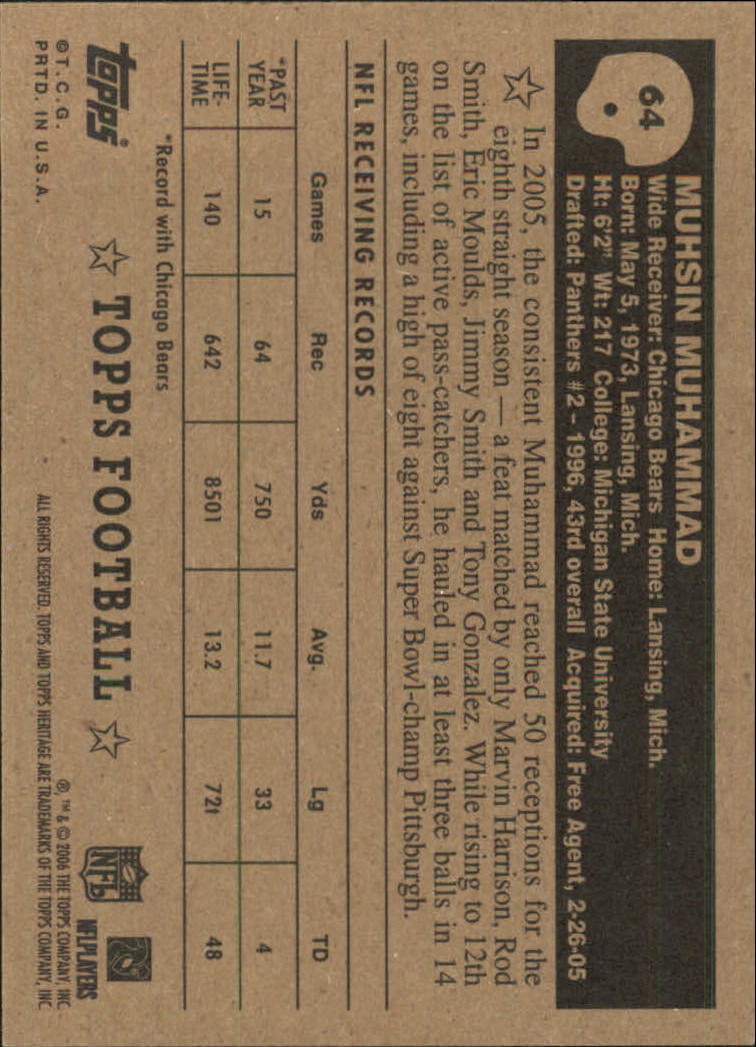 64
MUHSIN MUHAMMAD
Wide Receiver: Chicago Bears Home: Lansing, Mich.
Born: May 5, 1973, Lansing, Mich.
Ht: 6'2" Wt: 217 College: Michigan State University
Drafted: Panthers #2 - 1996, 43rd overall Acquired: Free Agent, 2-26-05
☆ In 2005, the consistent Muhammad reached 50 receptions for the
eighth straight season — a feat matched by only Marvin Harrison, Rod
Smith, Eric Moulds, Jimmy Smith and Tony Gonzalez. While rising to 12th
on the list of active pass-catchers, he hauled in at least three balls in 14
games, including a high of eight against Super Bowl-champ Pittsburgh.
NFL RECEIVING RECORDS
Games Rec Yds Avg. Lg TD
*PAST YEAR 15 64 750 11.7 33 4
LIFE-TIME 140 642 8501 13.2 72t 48
*Record with Chicago Bears
topps®
☆ TOPPS FOOTBALL ☆
NFL
NFLPLAYERS
© T. C. G.
PRTD. IN U.S.A.
®, ™ & © 2006 THE TOPPS COMPANY, INC
ALL RIGHTS RESERVED. TOPPS AND TOPPS HERITAGE ARE TRADEMARKS OF THE TOPPS COMPANY, INC